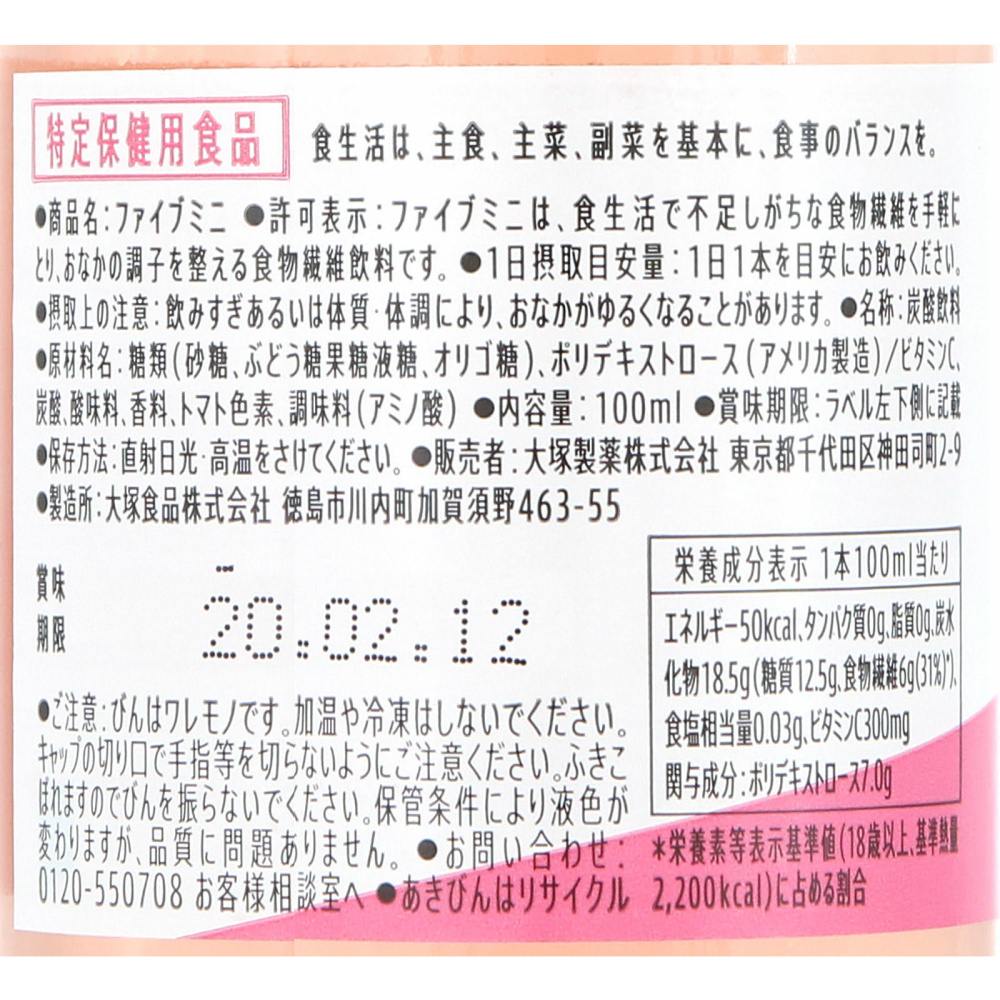 特定保健用食品
食生活は、主食、主菜、副菜を基本に、食事のバランスを。
●商品名:ファイブミニ ●許可表示:ファイブミニは、食生活で不足しがちな食物繊維を手軽に
とり、おなかの調子を整える食物繊維飲料です。 ●1日摂取目安量:1日1本を目安にお飲みください。
●摂取上の注意:飲みすぎあるいは体質・体調により、おなかがゆるくなることがあります。 ●名称:炭酸飲料
●原材料名:糖類(砂糖、ぶどう糖果糖液糖、オリゴ糖)、ポリデキストロース(アメリカ製造)/ビタミンC、
炭酸、酸味料、香料、トマト色素、調味料(アミノ酸) ●内容量:100ml ●賞味期限:ラベル左下側に記載
●保存方法:直射日光・高温をさけてください。 ●販売者:大塚製薬株式会社 東京都千代田区神田司町2-9
●製造所:大塚食品株式会社 徳島市川内町加賀須野463-55
賞味
期限
20.02.12
●ご注意:びんはワレモノです。加温や冷凍はしないでください。
キャップの切り口で手指等を切らないようにご注意ください。ふきこ
ぼれますのでびんを振らないでください。保管条件により液色が
変わりますが、品質に問題ありません。 ●お問い合わせ:
0120-550708 お客様相談室へ ●あきびんはリサイクル
栄養成分表示 1本100ml当たり
エネルギー50kcal、タンパク質0g、脂質0g、炭水
化物18.5g(糖質12.5g、食物繊維6g(31%)*)、
食塩相当量0.03g、ビタミンC300mg
関与成分:ポリデキストロース7.0g
*栄養素等表示基準値(18歳以上、基準熱量
2,200kcal)に占める割合